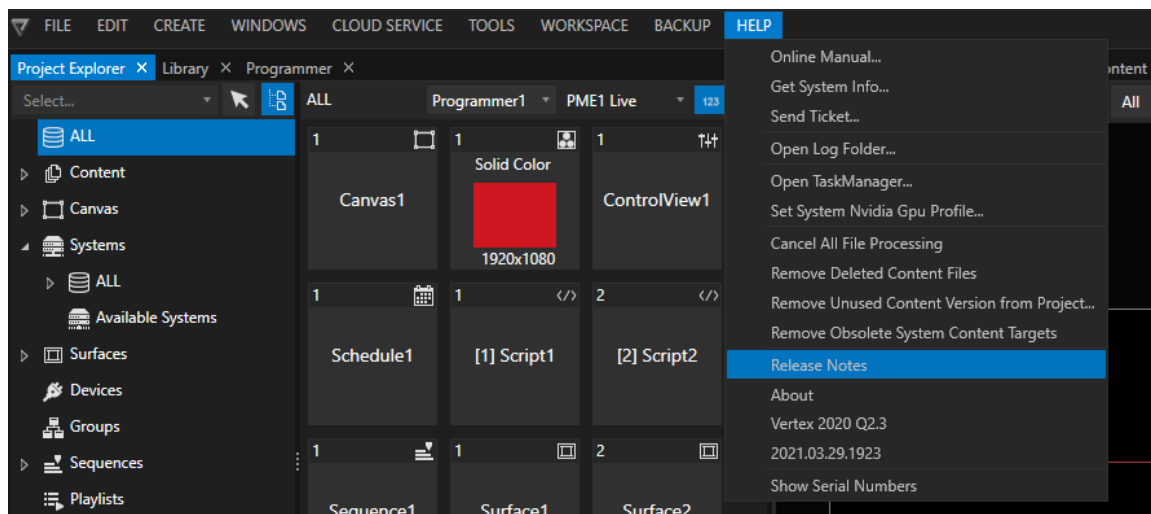 FILE EDIT CREATE WINDOWS CLOUD SERVICE TOOLS WORKSPACE BACKUP HELP
Project Explorer Library Programmer
Select...
ALL
Content
Canvas
Systems
ALL
Available Systems
Surfaces
Devices
Groups
Sequences
Playlists
ALL Programmer1 PME1 Live 123
1
Canvas1
1
Solid Color
1920x1080
1
ControlView1
1
Schedule1
1
[1] Script1
2
[2] Script2
1
Sequence1
1
Surface1
2
Surface2
Online Manual...
Get System Info...
Send Ticket...
Open Log Folder...
Open TaskManager...
Set System Nvidia Gpu Profile...
Cancel All File Processing
Remove Deleted Content Files
Remove Unused Content Version from Project...
Remove Obsolete System Content Targets
Release Notes
About
Vertex 2020 Q2.3
2021.03.29.1923
Show Serial Numbers
All